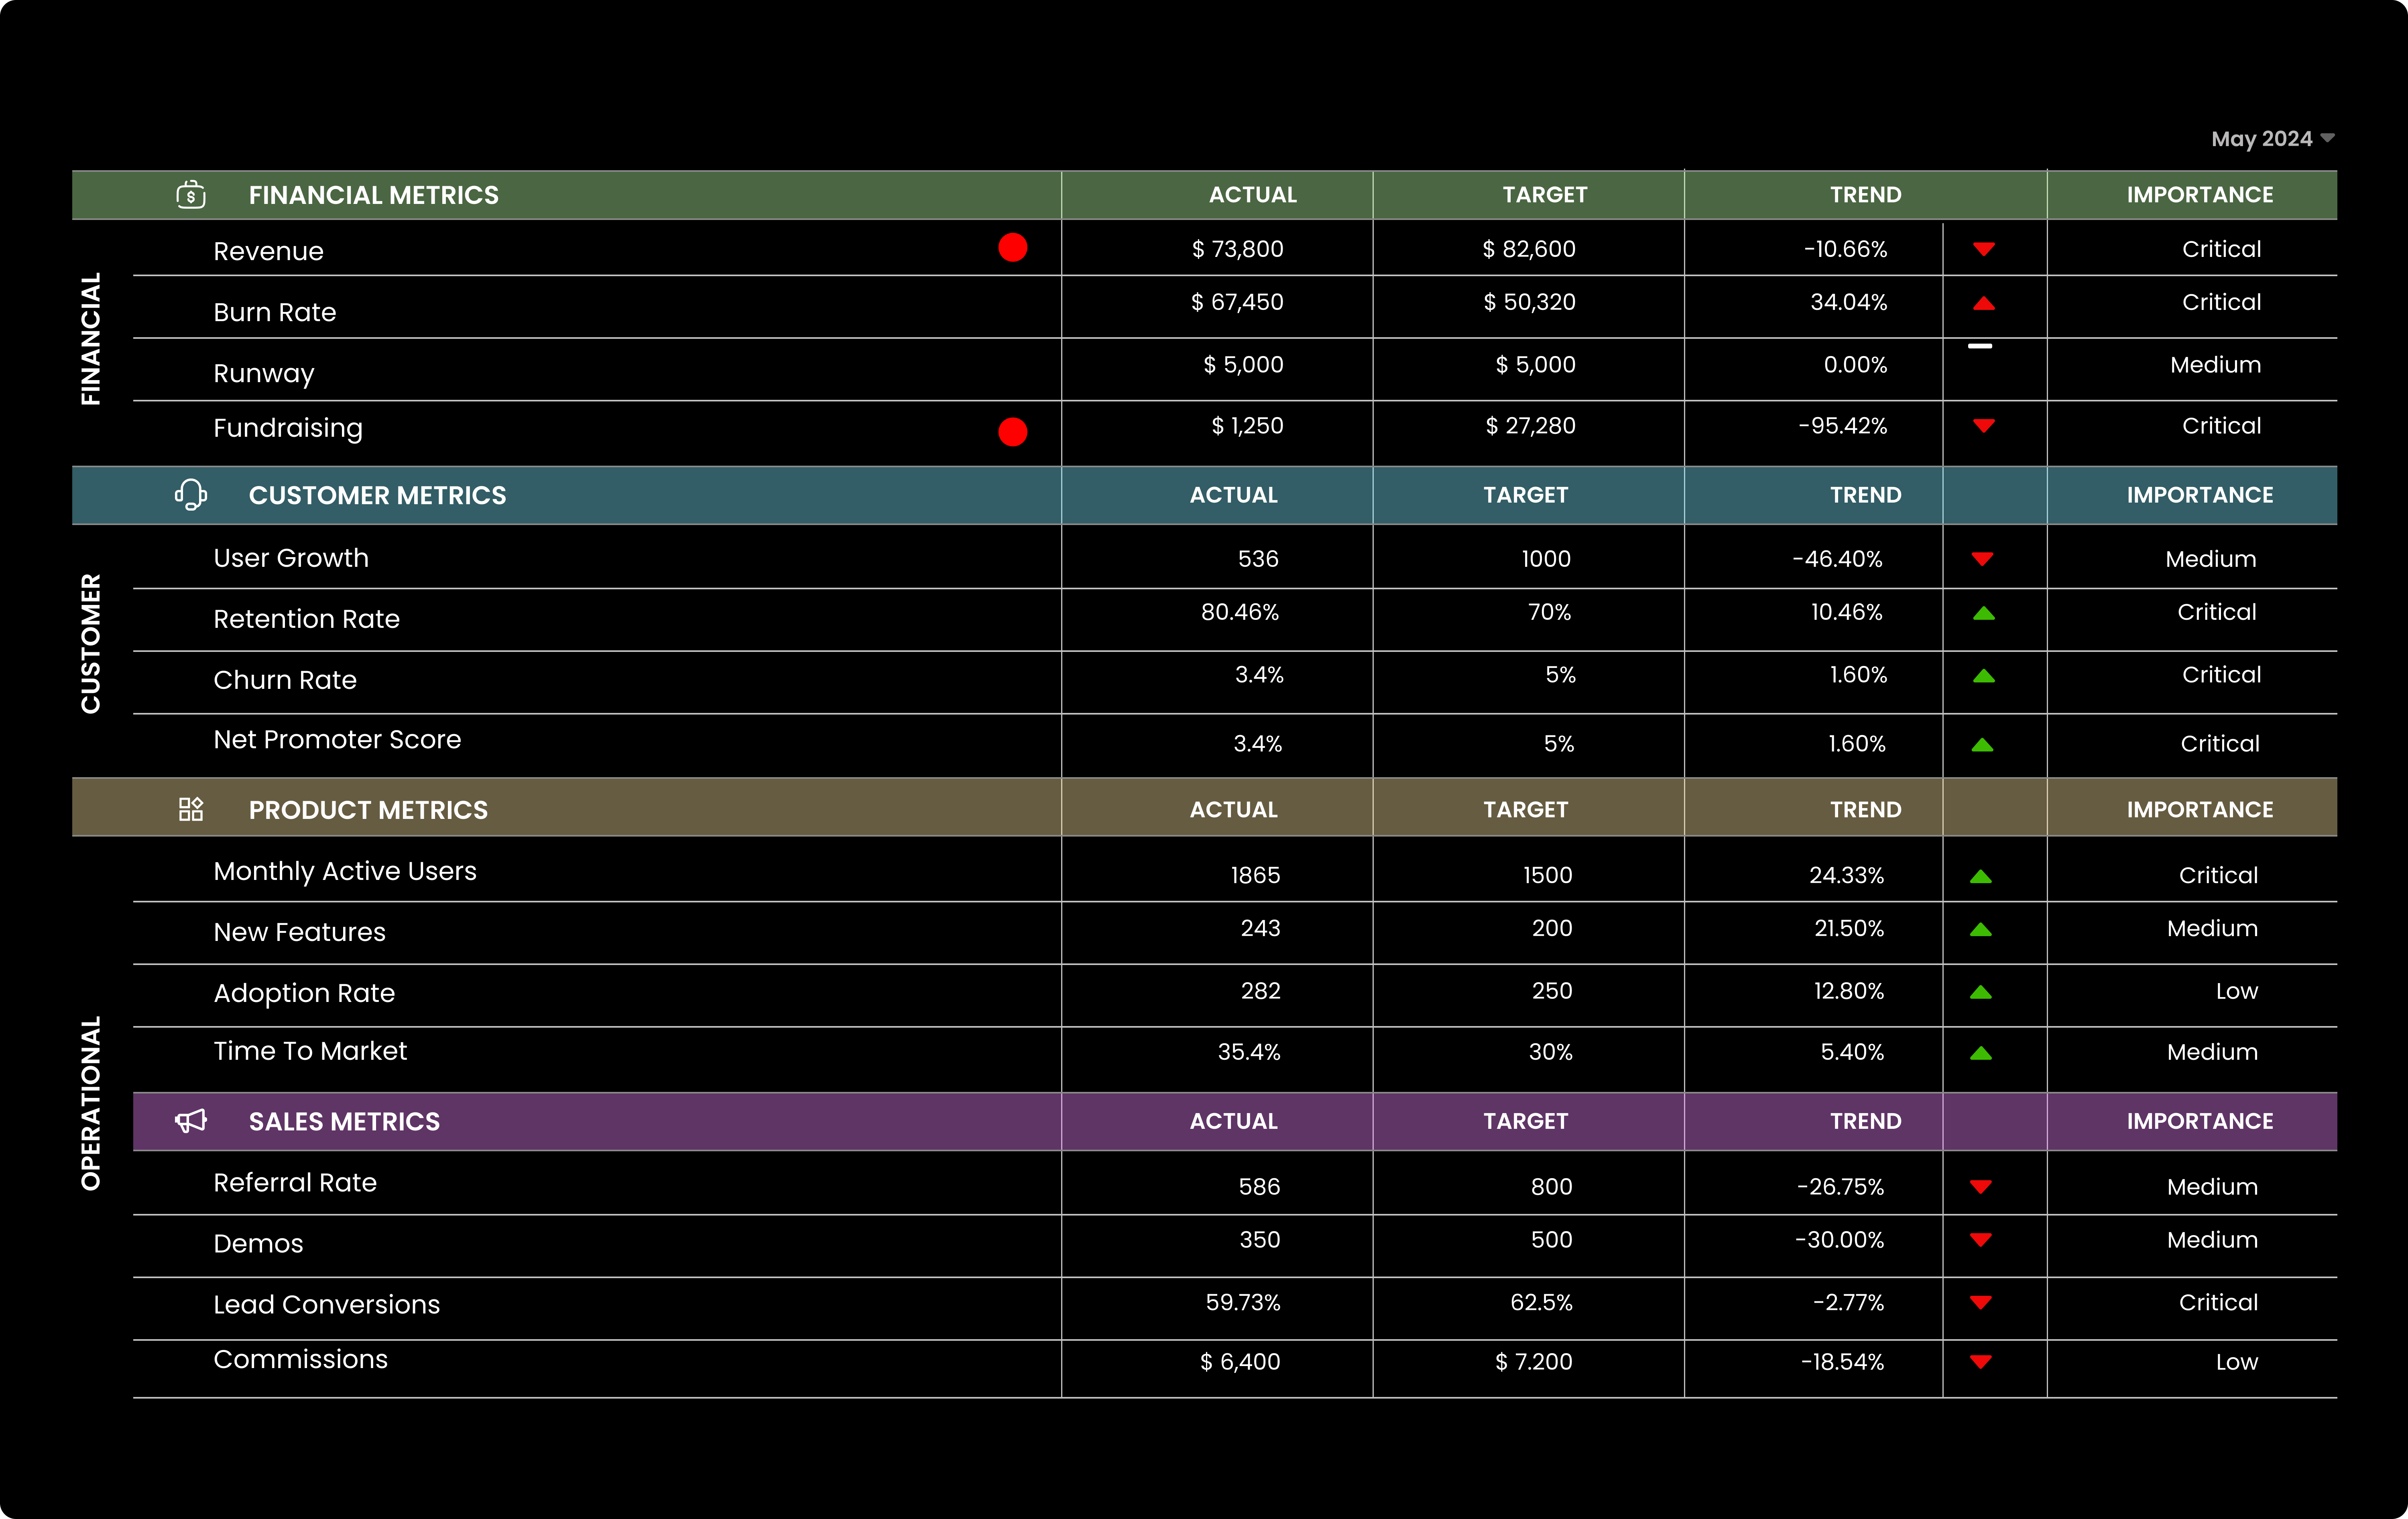 May 2024
FINANCIAL METRICS ACTUAL TARGET TREND IMPORTANCE
FINANCIAL
Revenue $ 73,800 $ 82,600 -10.66% Critical
Burn Rate $ 67,450 $ 50,320 34.04% Critical
Runway $ 5,000 $ 5,000 0.00% Medium
Fundraising $ 1,250 $ 27,280 -95.42% Critical
CUSTOMER METRICS ACTUAL TARGET TREND IMPORTANCE
CUSTOMER
User Growth 536 1000 -46.40% Medium
Retention Rate 80.46% 70% 10.46% Critical
Churn Rate 3.4% 5% 1.60% Critical
Net Promoter Score 3.4% 5% 1.60% Critical
PRODUCT METRICS ACTUAL TARGET TREND IMPORTANCE
OPERATIONAL
Monthly Active Users 1865 1500 24.33% Critical
New Features 243 200 21.50% Medium
Adoption Rate 282 250 12.80% Low
Time To Market 35.4% 30% 5.40% Medium
SALES METRICS ACTUAL TARGET TREND IMPORTANCE
Referral Rate 586 800 -26.75% Medium
Demos 350 500 -30.00% Medium
Lead Conversions 59.73% 62.5% -2.77% Critical
Commissions $ 6,400 $ 7.200 -18.54% Low